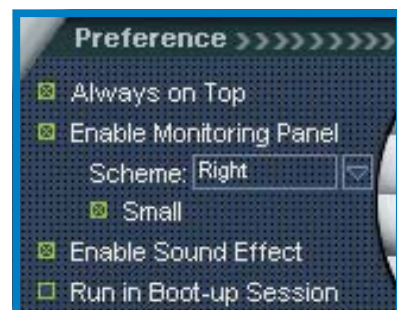 Preference >>>>>>>>>
Always on Top
Enable Monitoring Panel
Scheme: Right
Small
Enable Sound Effect
Run in Boot-up Session